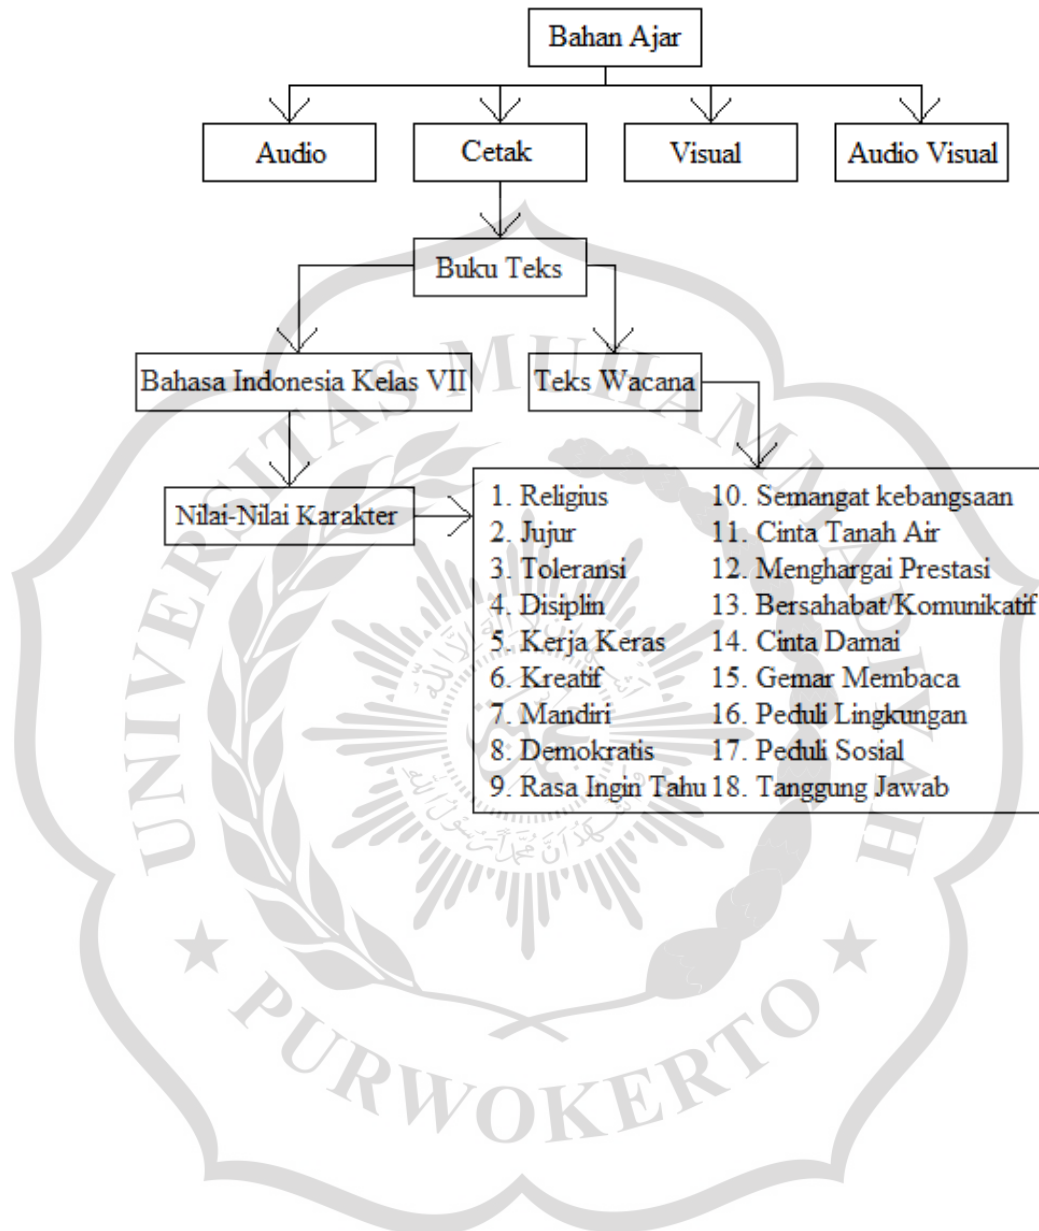 Bahan Ajar
Audio
Cetak
Visual
Audio Visual
Buku Teks
Bahasa Indonesia Kelas VII
Teks Wacana
Nilai-Nilai Karakter
1. Religius
2. Jujur
3. Toleransi
4. Disiplin
5. Kerja Keras
6. Kreatif
7. Mandiri
8. Demokratis
9. Rasa Ingin Tahu
10. Semangat kebangsaan
11. Cinta Tanah Air
12. Menghargai Prestasi
13. Bersahabat/Komunikatif
14. Cinta Damai
15. Gemar Membaca
16. Peduli Lingkungan
17. Peduli Sosial
18. Tanggung Jawab
UNIVERSITAS MUHAMMADIYAH
PURWOKERTO